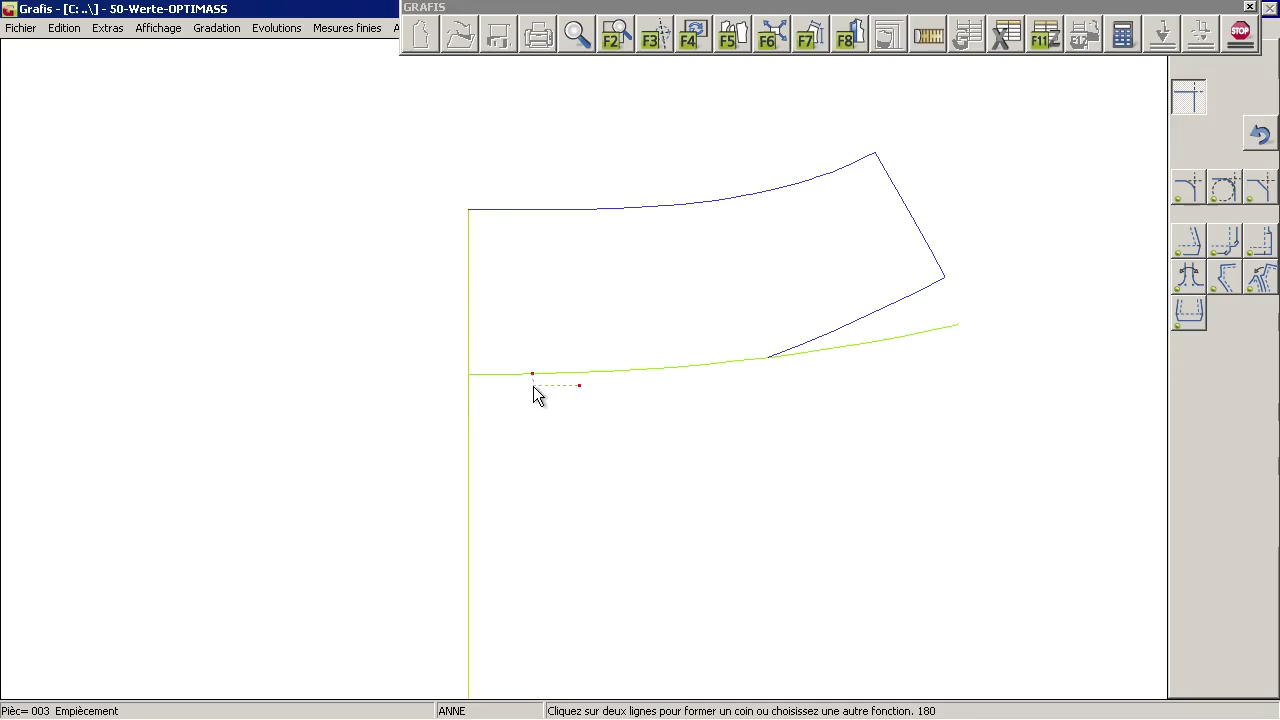 Grafis - [C: ..\] - 50-Werte-OPTIMASS
GRAFIS
Fichier Edition Extras Affichage Gradation Evolutions Mesures finies A
F2 F3 F4 F5 F6 F7 F8 F11 F12 STOP
Pièc= 003 Empiècement
ANNE
Cliquez sur deux lignes pour former un coin ou choisissez une autre fonction. 180